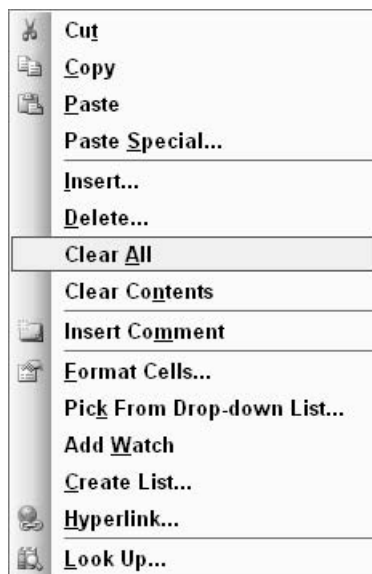 Cut
Copy
Paste
Paste Special...
Insert...
Delete...
Clear All
Clear Contents
Insert Comment
Format Cells...
Pick From Drop-down List...
Add Watch
Create List...
Hyperlink...
Look Up...